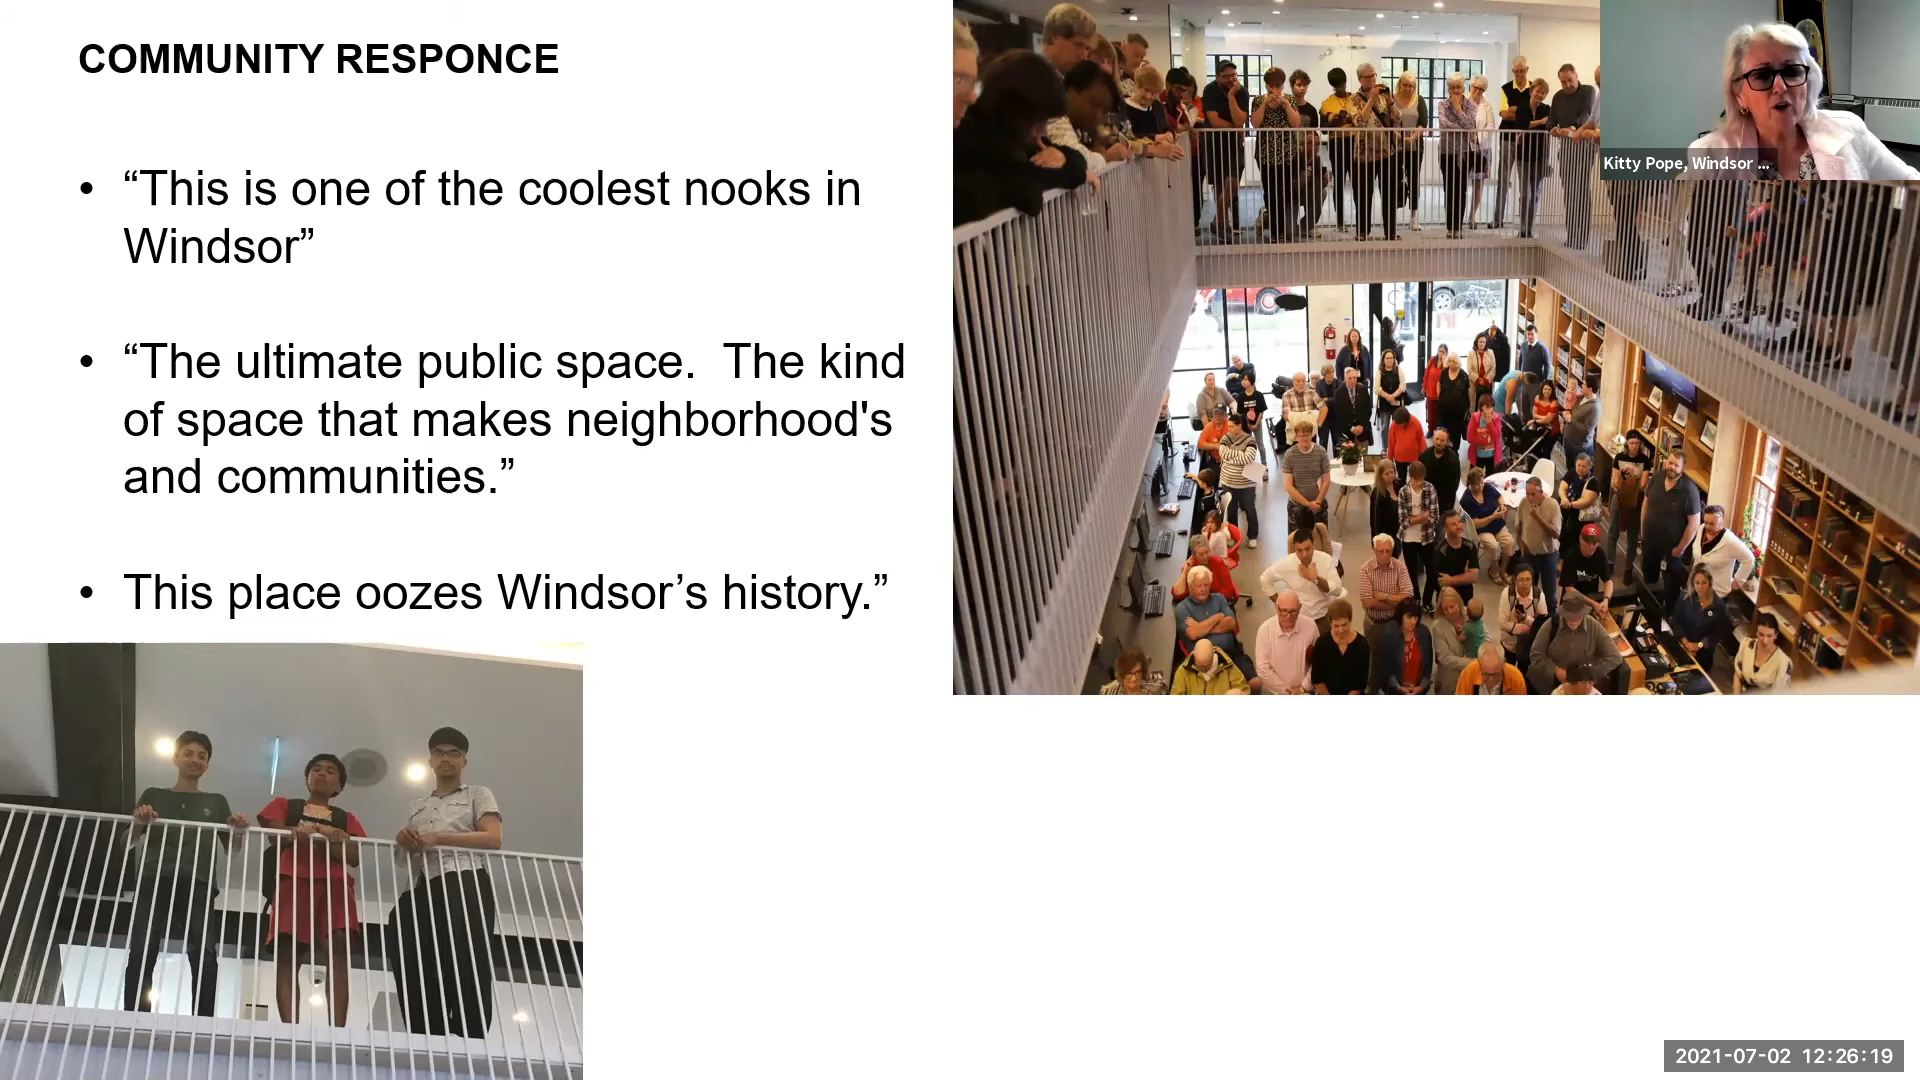 COMMUNITY RESPONCE
• “This is one of the coolest nooks in
Windsor”
• “The ultimate public space.  The kind
of space that makes neighborhood's
and communities.”
• This place oozes Windsor’s history.”
Kitty Pope, Windsor ...
2021-07-02 12:26:19